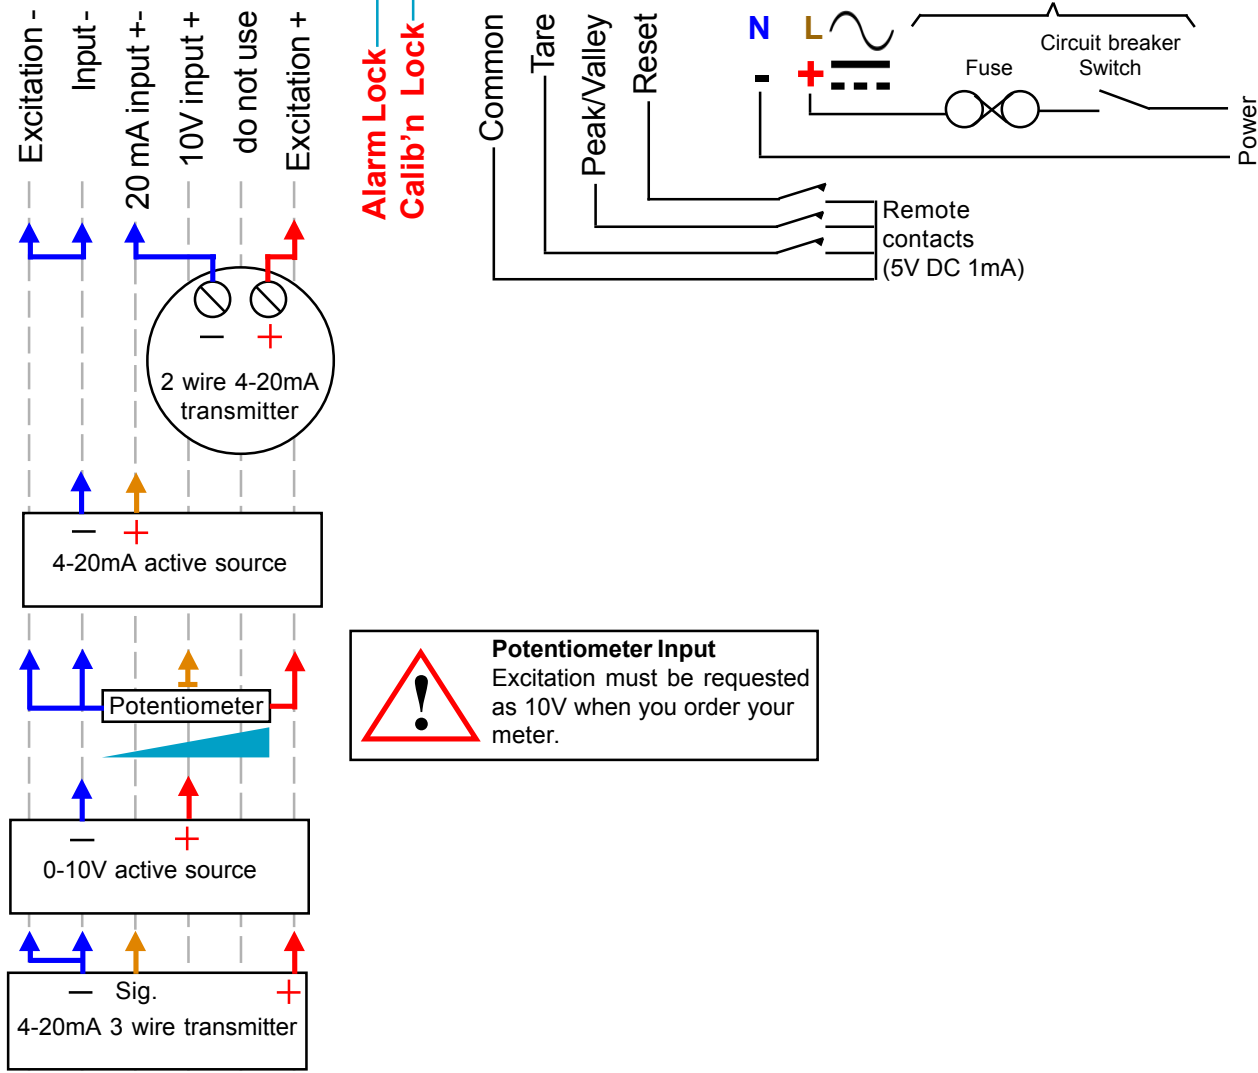 Excitation -
Input -
20 mA input +-
10V input +
do not use
Excitation +
Alarm Lock
Calib'n Lock
Common
Tare
Peak/Valley
Reset
N L
- +
Fuse
Circuit breaker
Switch
Power
Remote
contacts
(5V DC 1mA)
− +
2 wire 4-20mA
transmitter
− +
4-20mA active source
Potentiometer
Potentiometer Input
Excitation must be requested
as 10V when you order your
meter.
!
− +
0-10V active source
− Sig. +
4-20mA 3 wire transmitter